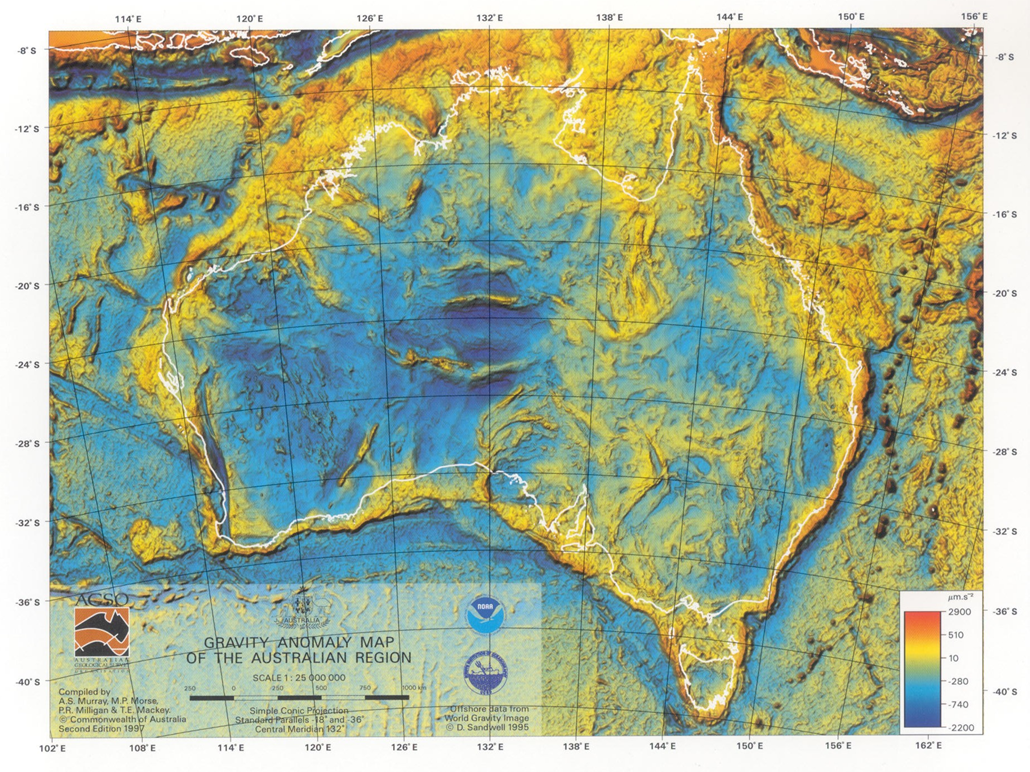 114°E 120°E 126°E 132°E 138°E 144°E 150°E 156°E
-8°S -8°S
-12°S -12°S
-16°S -16°S
-20°S -20°S
-24°S -24°S
-28°S -28°S
-32°S -32°S
-36°S -36°S
-40°S -40°S
µm.s⁻²
2900
510
10
-280
-740
-2200
AGSO
AUSTRALIAN
AUSTRALIA
NOAA
GRAVITY ANOMALY MAP
OF THE AUSTRALIAN REGION
SCALE 1 : 25 000 000
250 0 250 500 750 1000 km
Simple Conic Projection
Standard Parallels -18° and -36°
Central Meridian 132°
Compiled by
A.S. Murray, M.P. Morse,
P.R. Milligan & T.E. Mackey.
© Commonwealth of Australia
Second Edition 1997
Offshore data from
World Gravity Image
© D. Sandwell 1995
102°E 108°E 114°E 120°E 126°E 132°E 138°E 144°E 150°E 156°E 162°E